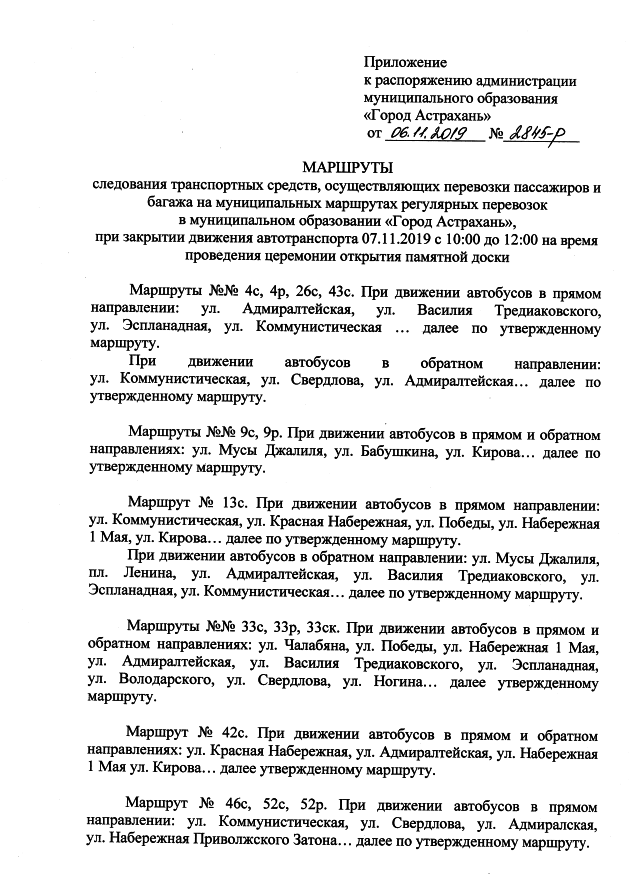 Приложение
к распоряжению администрации
муниципального образования
«Город Астрахань»
от 06.11.2019 № 2845-р
МАРШРУТЫ
следования транспортных средств, осуществляющих перевозки пассажиров и
багажа на муниципальных маршрутах регулярных перевозок
в муниципальном образовании «Город Астрахань»,
при закрытии движения автотранспорта 07.11.2019 с 10:00 до 12:00 на время
проведения церемонии открытия памятной доски
Маршруты №№ 4с, 4р, 26с, 43с. При движении автобусов в прямом
направлении: ул. Адмиралтейская, ул. Василия Тредиаковского,
ул. Эспланадная, ул. Коммунистическая … далее по утвержденному
маршруту.
При движении автобусов в обратном направлении:
ул. Коммунистическая, ул. Свердлова, ул. Адмиралтейская… далее по
утвержденному маршруту.
Маршруты №№ 9с, 9р. При движении автобусов в прямом и обратном
направлениях: ул. Мусы Джалиля, ул. Бабушкина, ул. Кирова… далее по
утвержденному маршруту.
Маршрут № 13с. При движении автобусов в прямом направлении:
ул. Коммунистическая, ул. Красная Набережная, ул. Победы, ул. Набережная
1 Мая, ул. Кирова… далее по утвержденному маршруту.
При движении автобусов в обратном направлении: ул. Мусы Джалиля,
пл. Ленина, ул. Адмиралтейская, ул. Василия Тредиаковского, ул.
Эспланадная, ул. Коммунистическая… далее по утвержденному маршруту.
Маршруты №№ 33с, 33р, 33ск. При движении автобусов в прямом и
обратном направлениях: ул. Чалабяна, ул. Победы, ул. Набережная 1 Мая,
ул. Адмиралтейская, ул. Василия Тредиаковского, ул. Эспланадная,
ул. Володарского, ул. Свердлова, ул. Ногина… далее утвержденному
маршруту.
Маршрут № 42с. При движении автобусов в прямом и обратном
направлениях: ул. Красная Набережная, ул. Адмиралтейская, ул. Набережная
1 Мая ул. Кирова… далее утвержденному маршруту.
Маршрут № 46с, 52с, 52р. При движении автобусов в прямом
направлении: ул. Коммунистическая, ул. Свердлова, ул. Адмиралская,
ул. Набережная Приволжского Затона… далее по утвержденному маршруту.